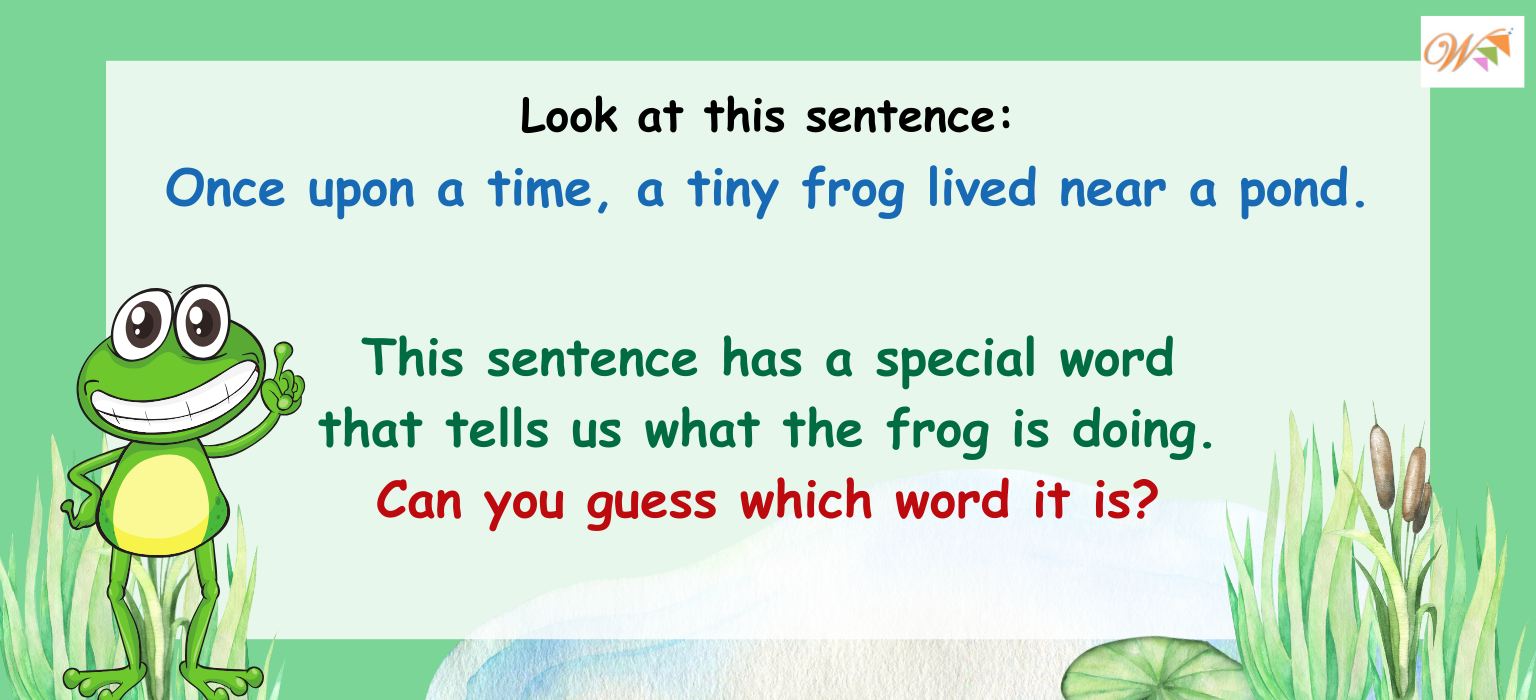 Look at this sentence:
Once upon a time, a tiny frog lived near a pond.
This sentence has a special word
that tells us what the frog is doing.
Can you guess which word it is?